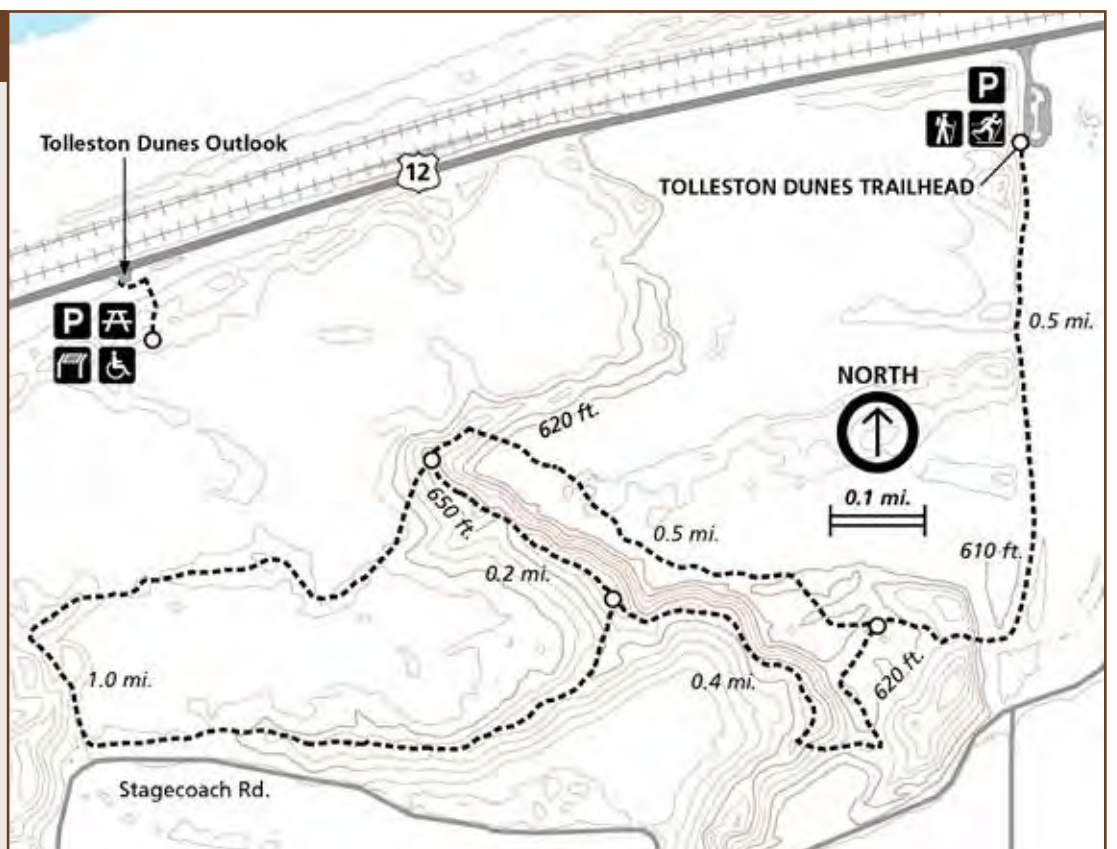 P
Tolleston Dunes Outlook
12
TOLLESTON DUNES TRAILHEAD
P
0.5 mi.
NORTH
620 ft.
0.1 mi.
650 ft.
0.5 mi.
610 ft.
0.2 mi.
1.0 mi.
0.4 mi.
620 ft.
Stagecoach Rd.